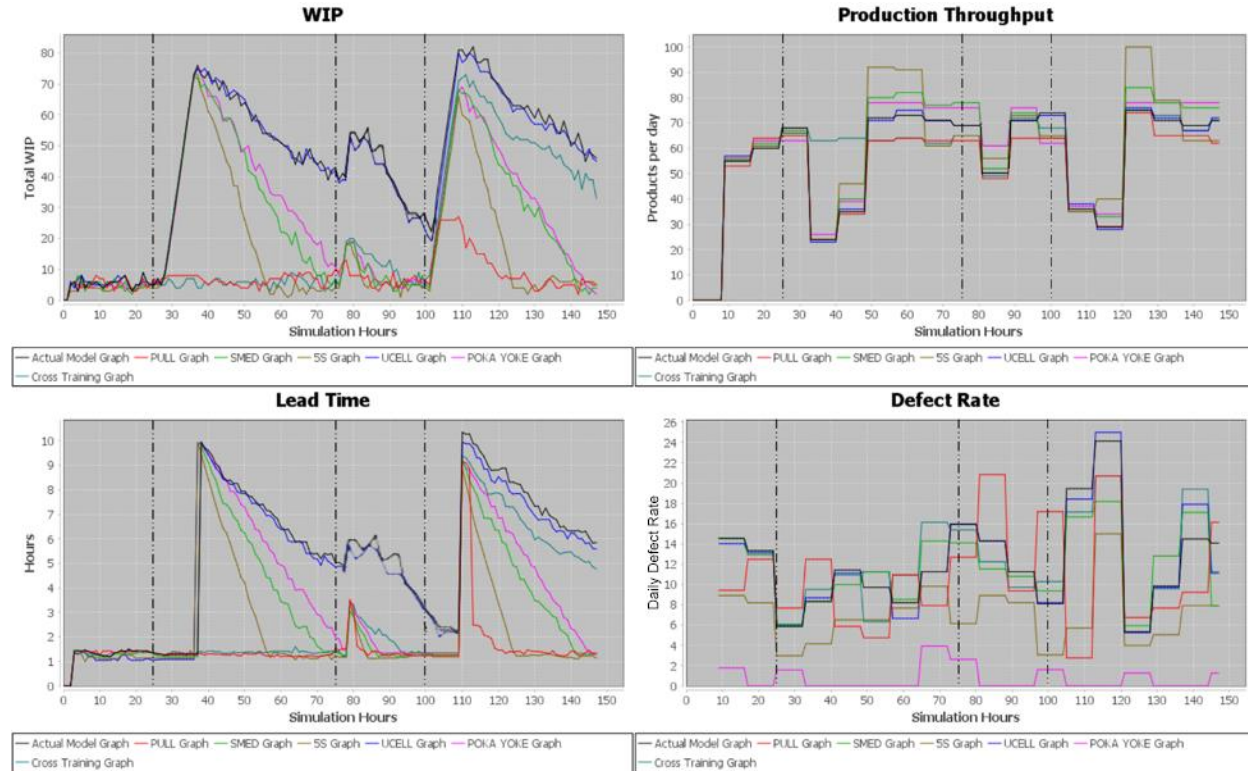 WIP
Total WIP
80
70
60
50
40
30
20
10
0
0 10 20 30 40 50 60 70 80 90 100 110 120 130 140 150
Simulation Hours
Actual Model Graph PULL Graph SMED Graph 5S Graph UCELL Graph POKA YOKE Graph
Cross Training Graph
Production Throughput
Products per day
100
90
80
70
60
50
40
30
20
10
0
0 10 20 30 40 50 60 70 80 90 100 110 120 130 140 150
Simulation Hours
Actual Model Graph PULL Graph SMED Graph 5S Graph UCELL Graph POKA YOKE Graph
Cross Training Graph
Lead Time
Hours
10
9
8
7
6
5
4
3
2
1
0
0 10 20 30 40 50 60 70 80 90 100 110 120 130 140 150
Simulation Hours
Actual Model Graph PULL Graph SMED Graph 5S Graph UCELL Graph POKA YOKE Graph
Cross Training Graph
Defect Rate
Daily Defect Rate
26
24
22
20
18
16
14
12
10
8
6
4
2
0
0 10 20 30 40 50 60 70 80 90 100 110 120 130 140 150
Simulation Hours
Actual Model Graph PULL Graph SMED Graph 5S Graph UCELL Graph POKA YOKE Graph
Cross Training Graph